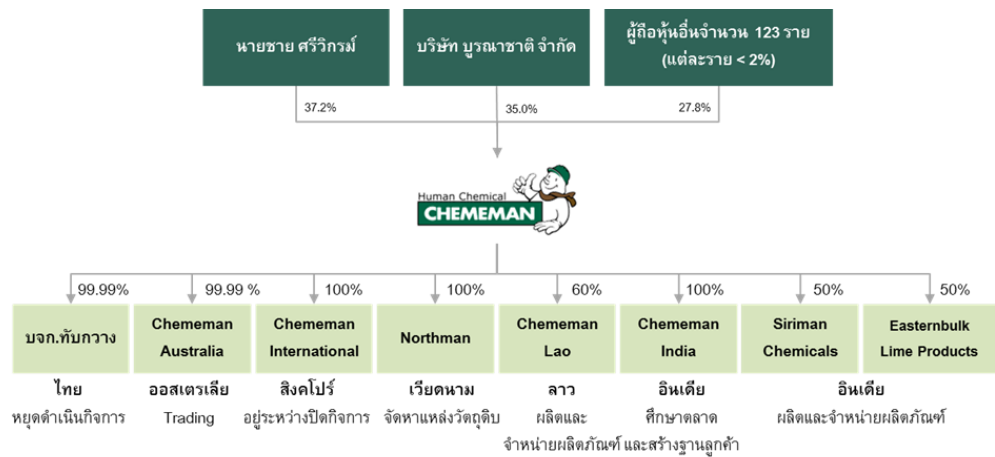 นายชาย ศรีวิกรม์
บริษัท บูรณาชาติ จำกัด
ผู้ถือหุ้นอื่นจำนวน 123 ราย
(แต่ละราย < 2%)
37.2%
35.0%
27.8%
Human Chemical
CHEMEMAN
99.99%
99.99 %
100%
100%
60%
100%
50%
50%
บจก.ทับกวาง
Chememan
Australia
Chememan
International
Northman
Chememan
Lao
Chememan
India
Siriman
Chemicals
Easternbulk
Lime Products
ไทย
หยุดดำเนินกิจการ
ออสเตรเลีย
Trading
สิงคโปร์
อยู่ระหว่างปิดกิจการ
เวียดนาม
จัดหาแหล่งวัตถุดิบ
ลาว
ผลิตและ
จำหน่ายผลิตภัณฑ์
อินเดีย
ศึกษาตลาด
และสร้างฐานลูกค้า
อินเดีย
ผลิตและจำหน่ายผลิตภัณฑ์